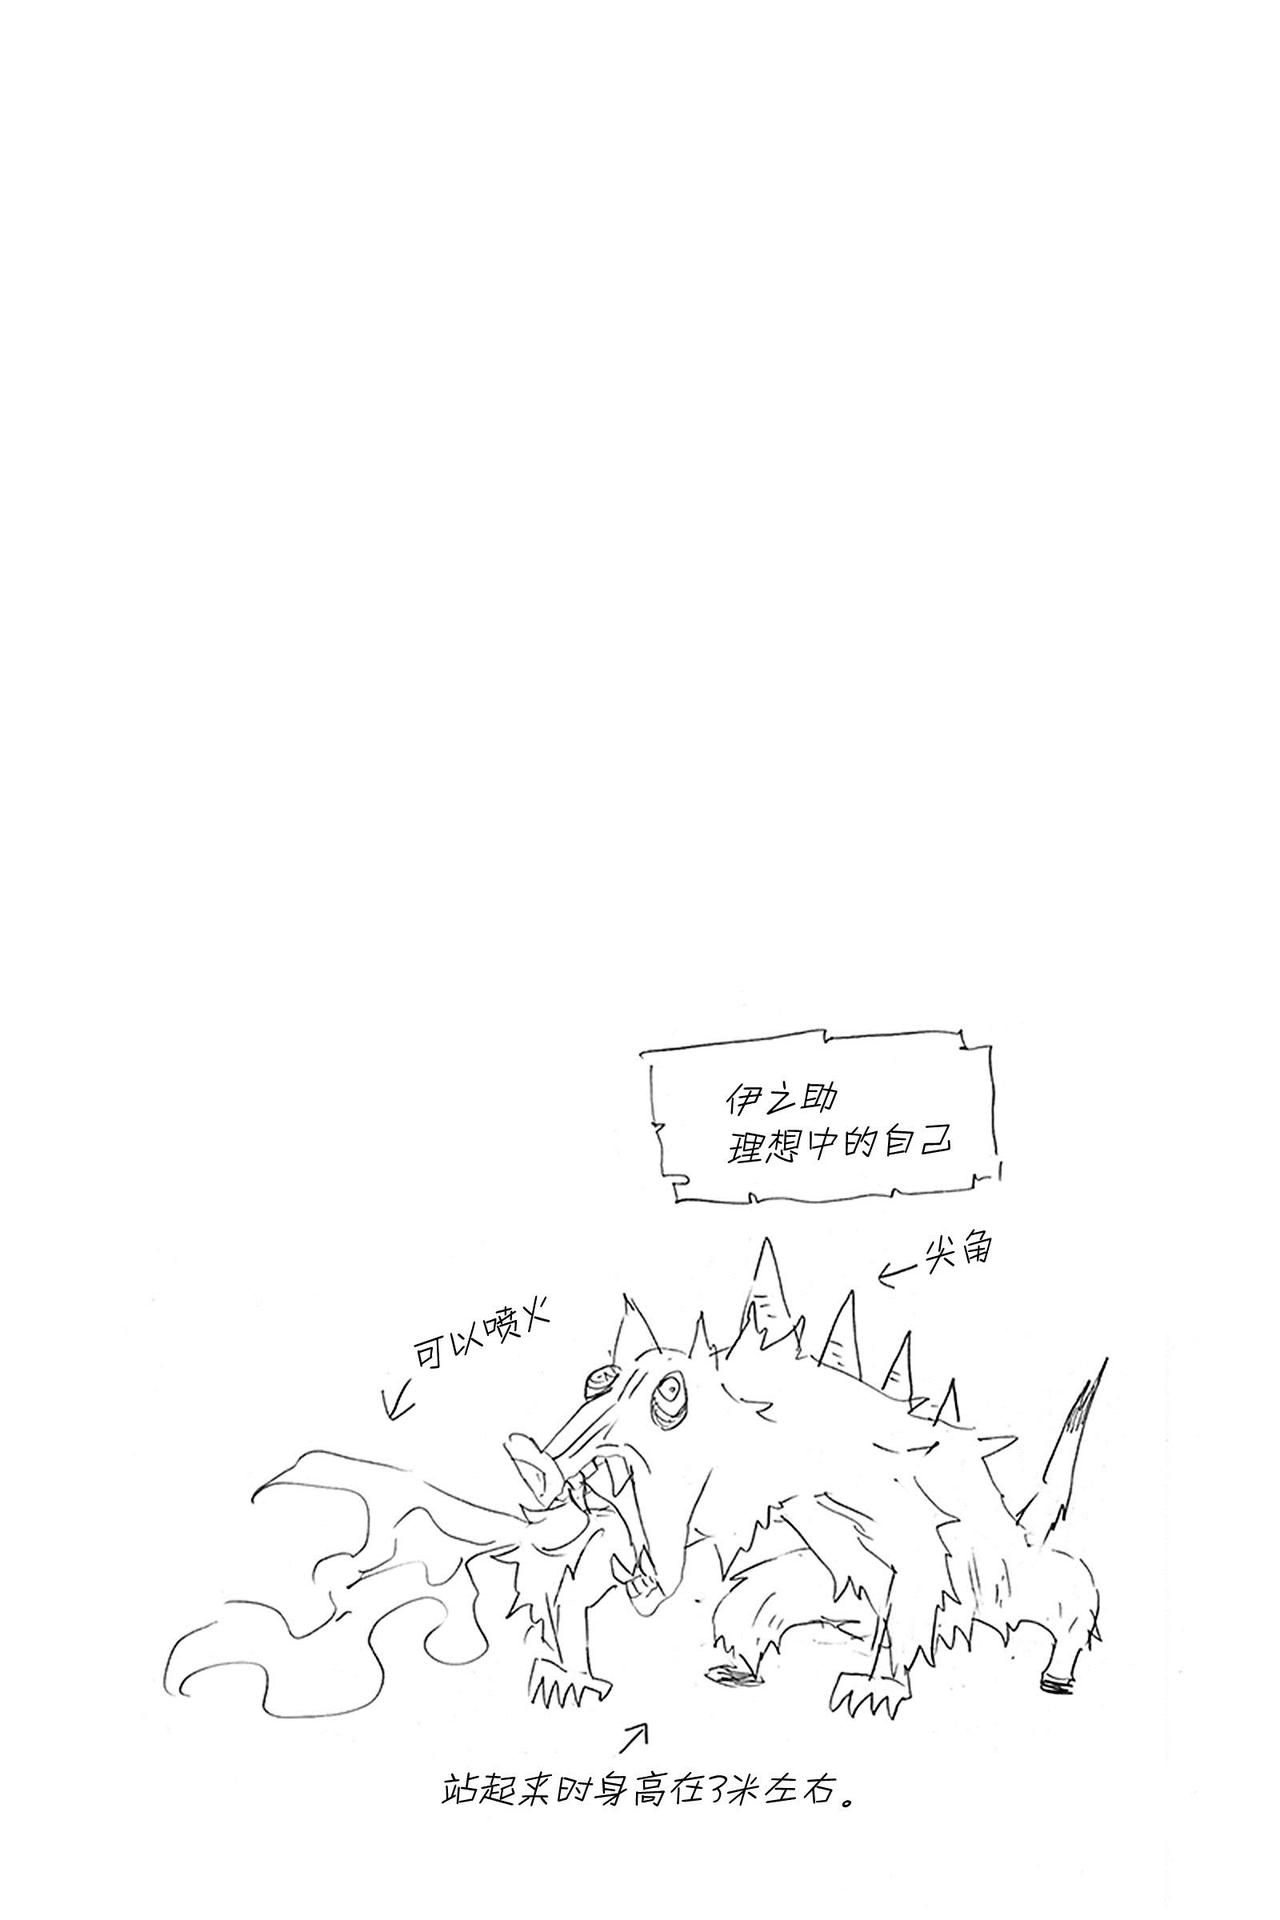 伊之助
理想中的自己
尖角
可以喷火
站起来时身高在3米左右。